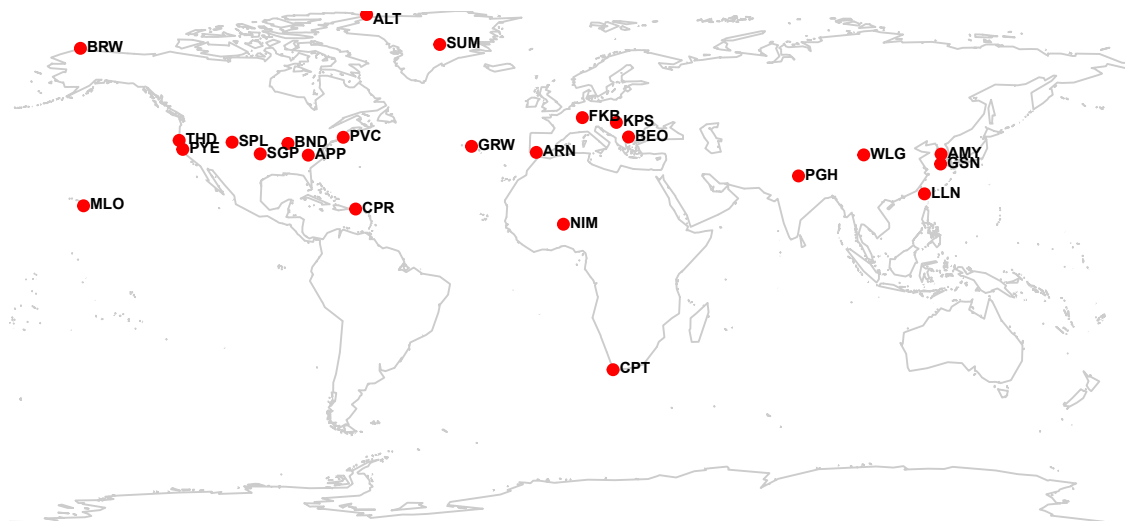 ALT
SUM
BRW
FKB
KPS
THD
PVC
BEO
SPL
BND
PYE
GRW
ARN
SGP
APP
WLG
AMY
GSN
PGH
LLN
MLO
CPR
NIM
CPT